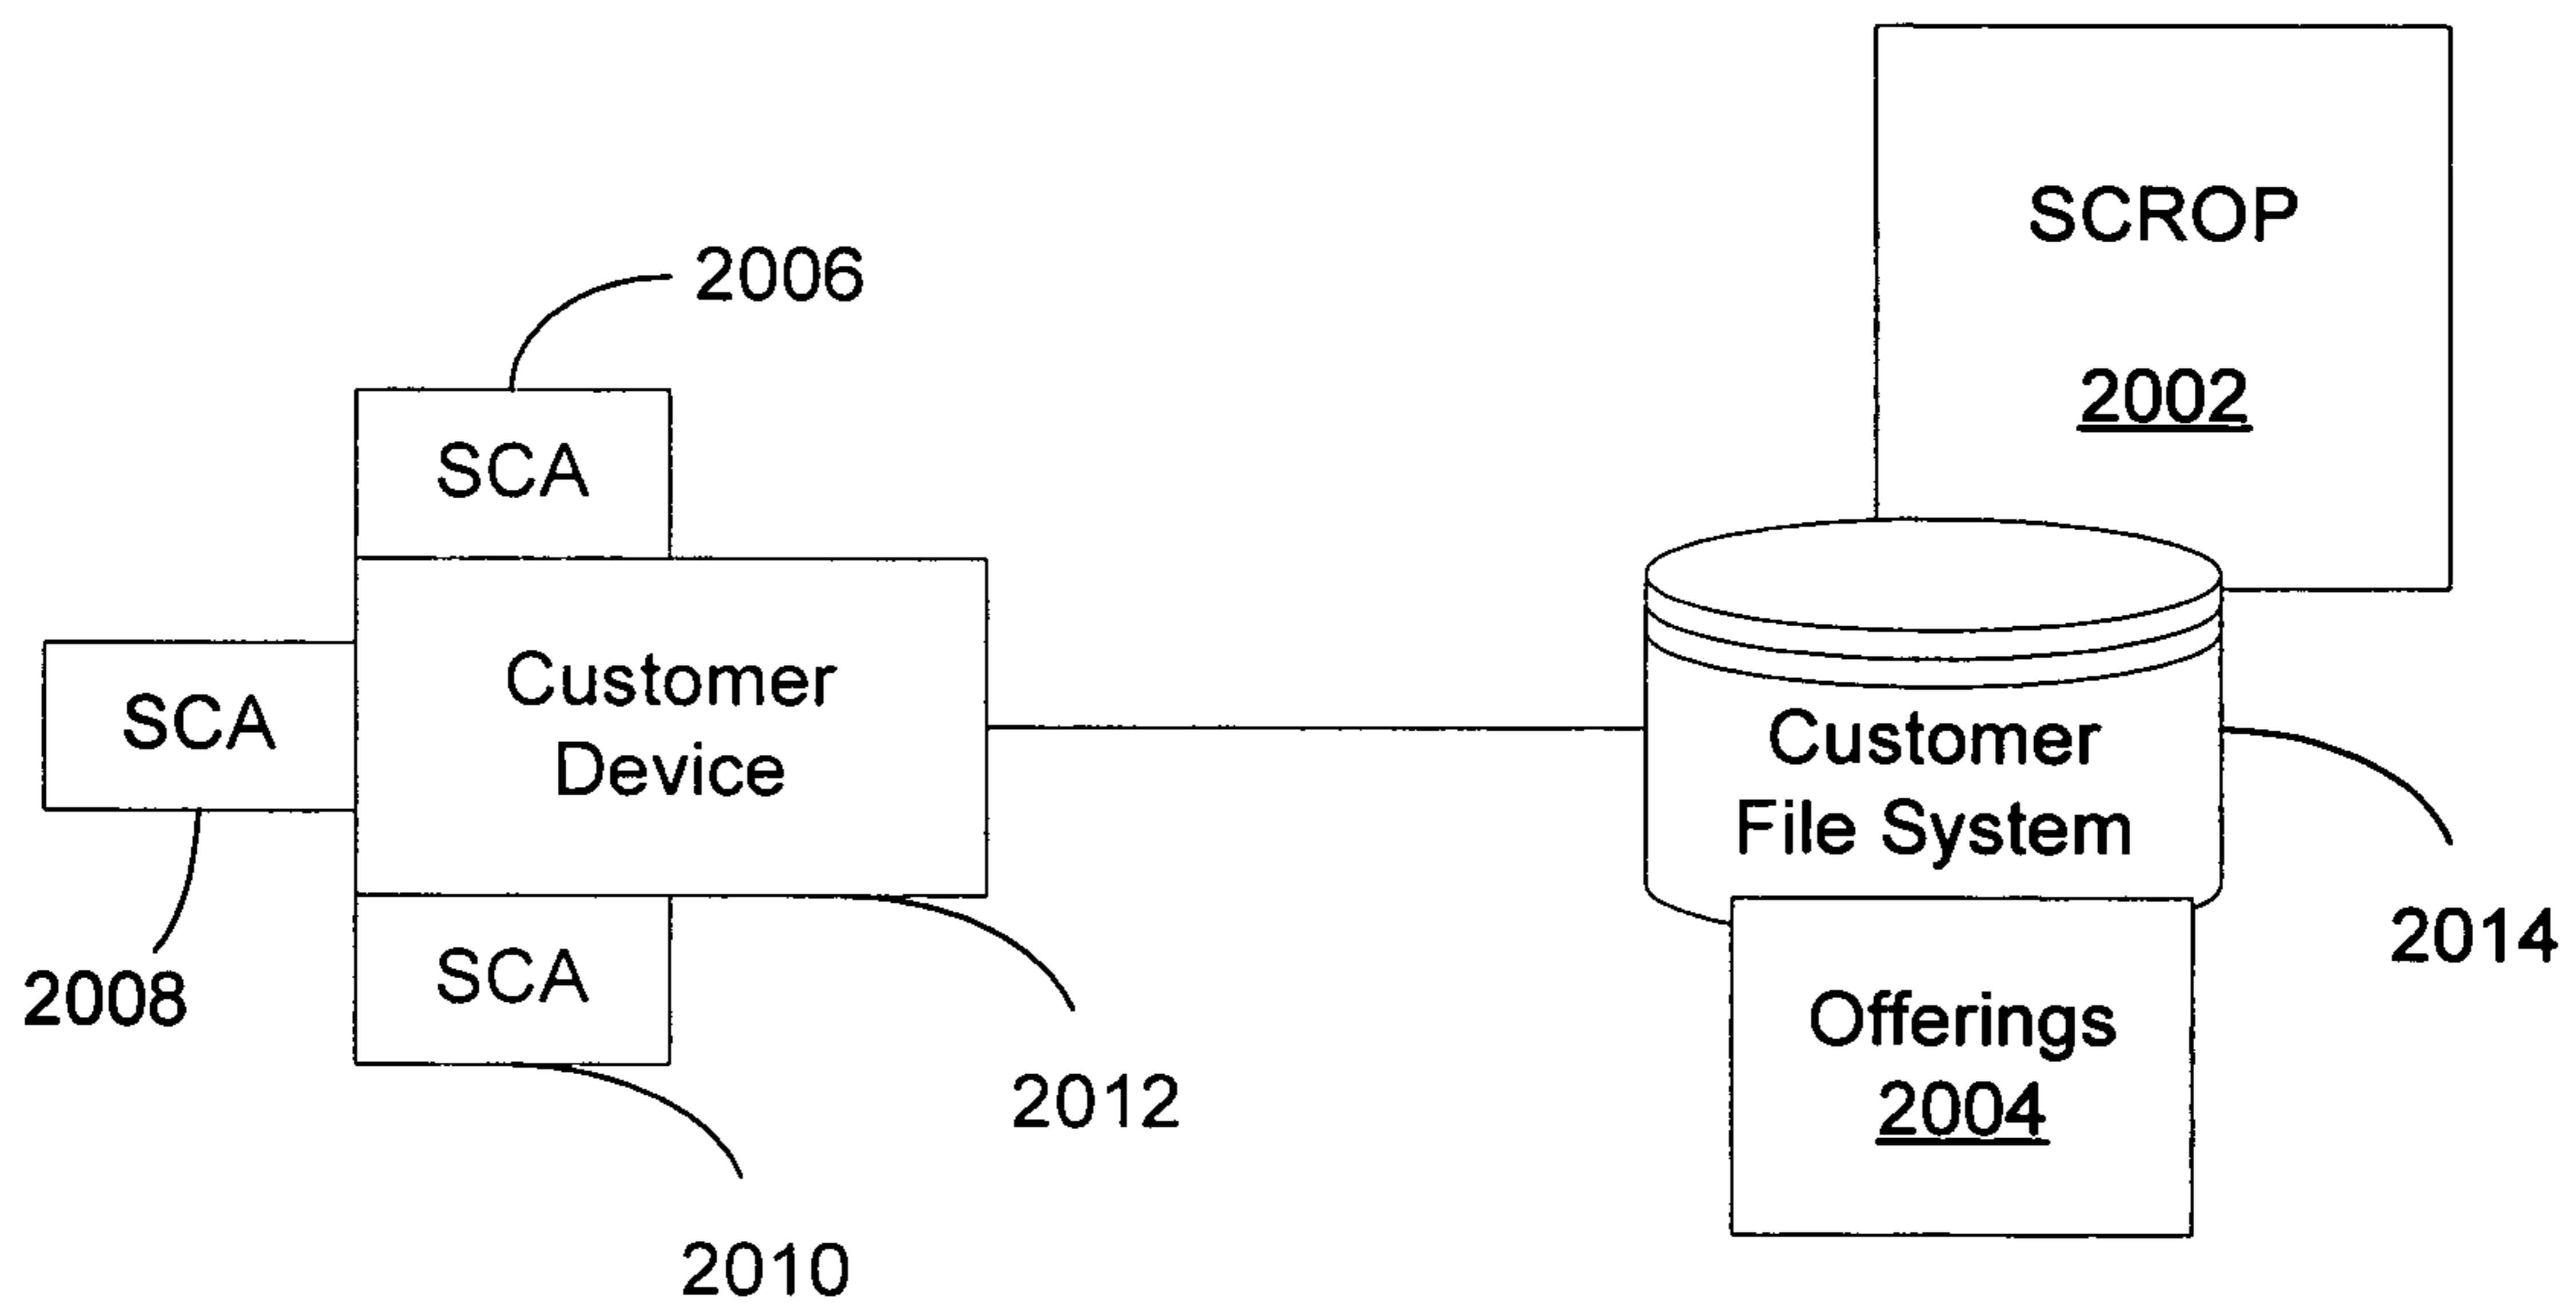 SCROP
2002
2006
SCA
Customer
Device
SCA
2008
SCA
2010
2012
Customer
File System
2014
Offerings
2004